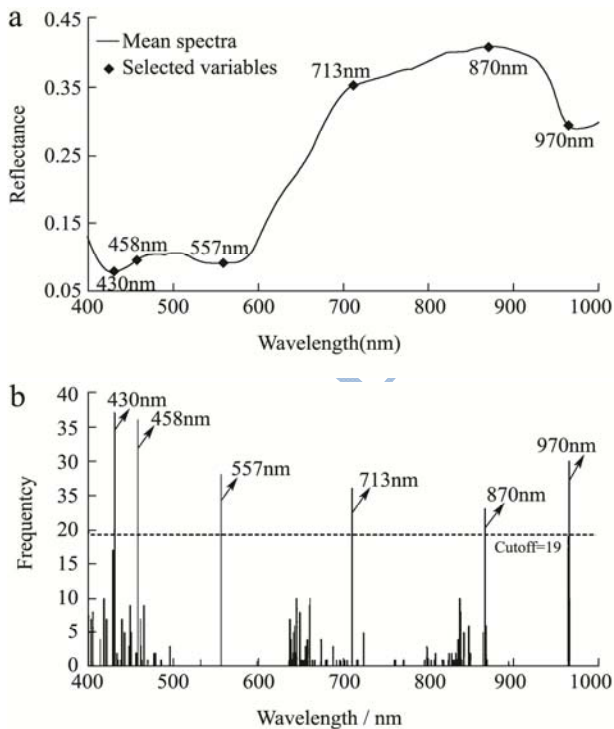 a
Mean spectra
Selected variables
0.45
0.35
0.25
0.15
0.05
Reflectance
713nm
870nm
970nm
458nm
557nm
430nm
400 500 600 700 800 900 1000
Wavelength(nm)
b
40
35
30
25
20
15
10
5
0
Frequentcy
430nm
458nm
557nm
713nm
870nm
970nm
Cutoff=19
400 500 600 700 800 900 1000
Wavelength / nm